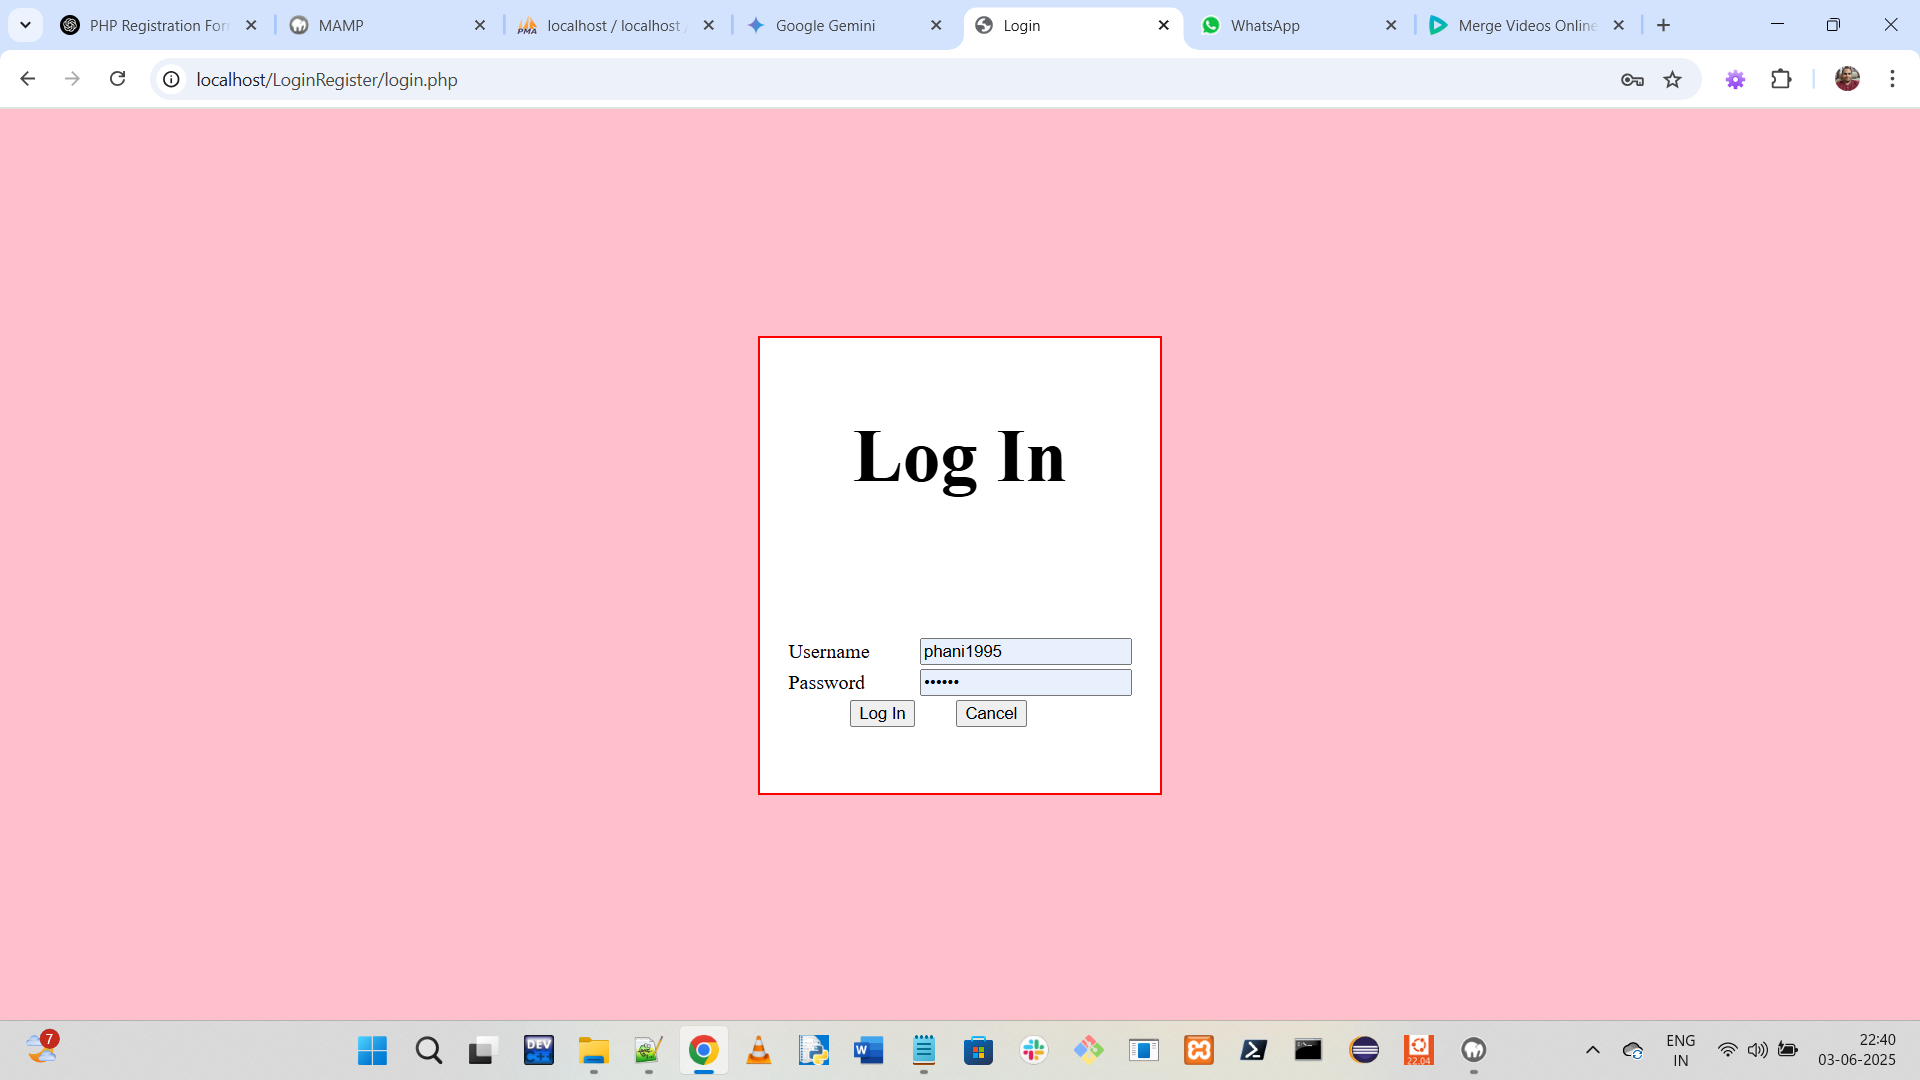 PHP Registration For
MAMP
localhost / localhost /
Google Gemini
Login
WhatsApp
Merge Videos Online
localhost/LoginRegister/login.php
Log In
Username
phani1995
Password
••••••
Log In
Cancel
7
DEV
C++
22.04
ENG
IN
22:40
03-06-2025